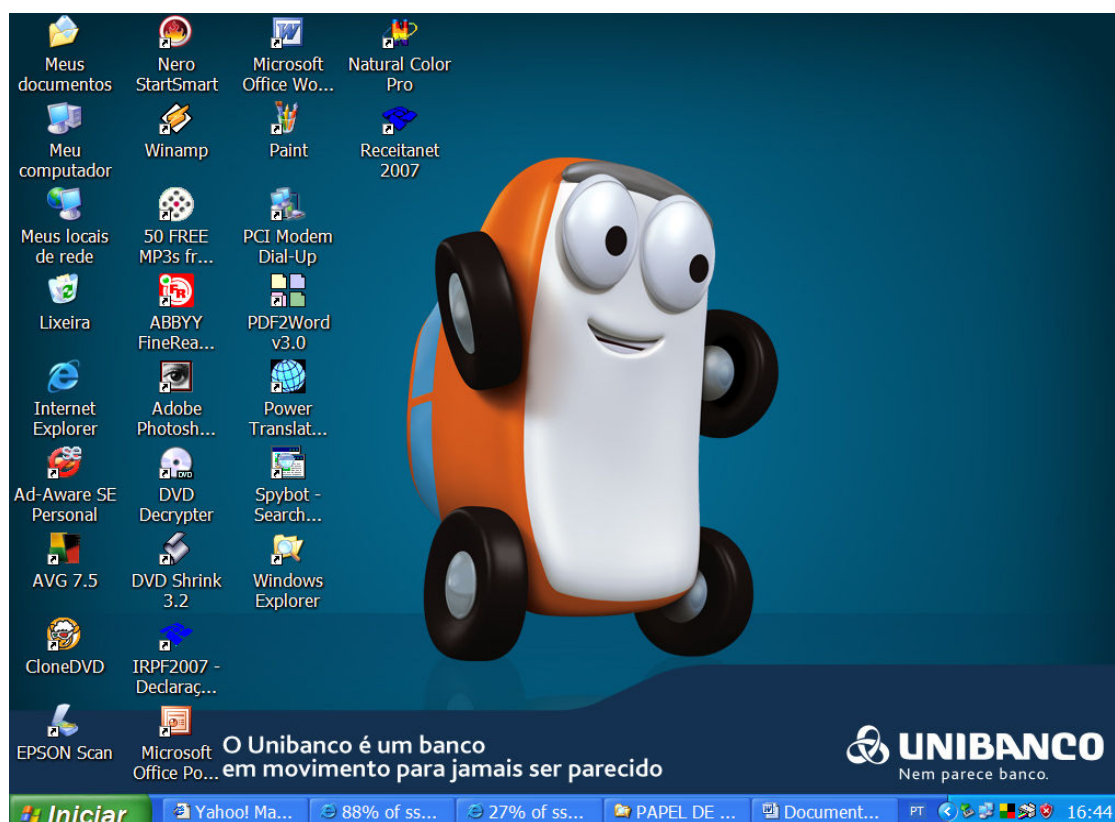 Meus
documentos
Nero
StartSmart
Microsoft
Office Wo...
Natural Color
Pro
Meu
computador
Winamp
Paint
Receitanet
2007
Meus locais
de rede
50 FREE
MP3s fr...
PCI Modem
Dial-Up
Lixeira
ABBYY
FineRea...
PDF2Word
v3.0
Internet
Explorer
Adobe
Photosh...
Power
Translat...
Ad-Aware SE
Personal
DVD
Decrypter
Spybot -
Search...
AVG 7.5
DVD Shrink
3.2
Windows
Explorer
CloneDVD
IRPF2007 -
Declaraç...
EPSON Scan
Microsoft
Office Po...
O Unibanco é um banco
em movimento para jamais ser parecido
UNIBANCO
Nem parece banco.
Iniciar
Yahoo! Ma...
88% of ss...
27% of ss...
PAPEL DE ...
Document...
PT
16:44